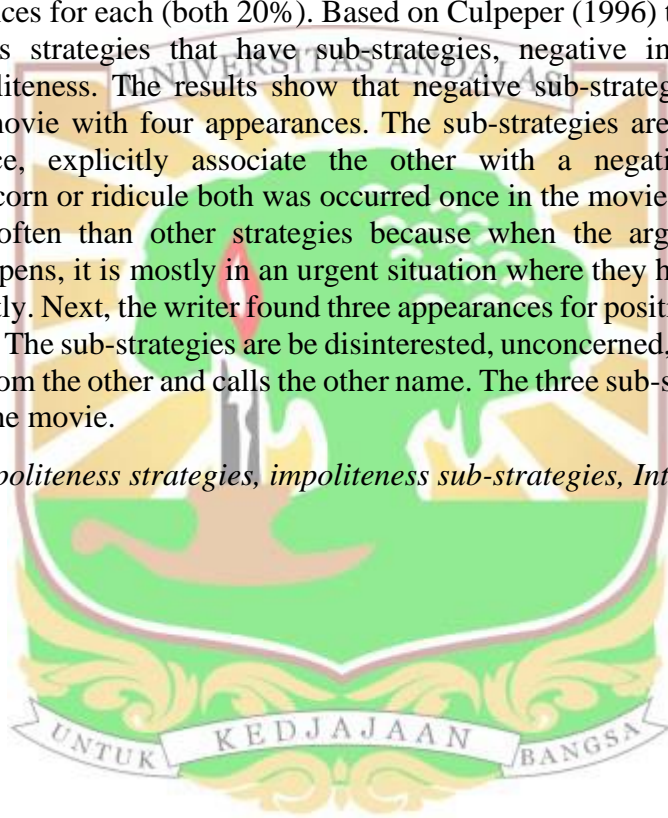 ces for each (both 20%). Based on Culpeper (1996) t
s strategies that have sub-strategies, negative in
liteness. The results show that negative sub-strateg
movie with four appearances. The sub-strategies are
ce, explicitly associate the other with a negati
corn or ridicule both was occurred once in the movie
often than other strategies because when the arg
pens, it is mostly in an urgent situation where they h
tly. Next, the writer found three appearances for positi
The sub-strategies are be disinterested, unconcerned,
om the other and calls the other name. The three sub-s
ne movie.
politeness strategies, impoliteness sub-strategies, Int
UNIVERSITAS ANDALAS
UNTUK KEDJAJAAN BANGSA